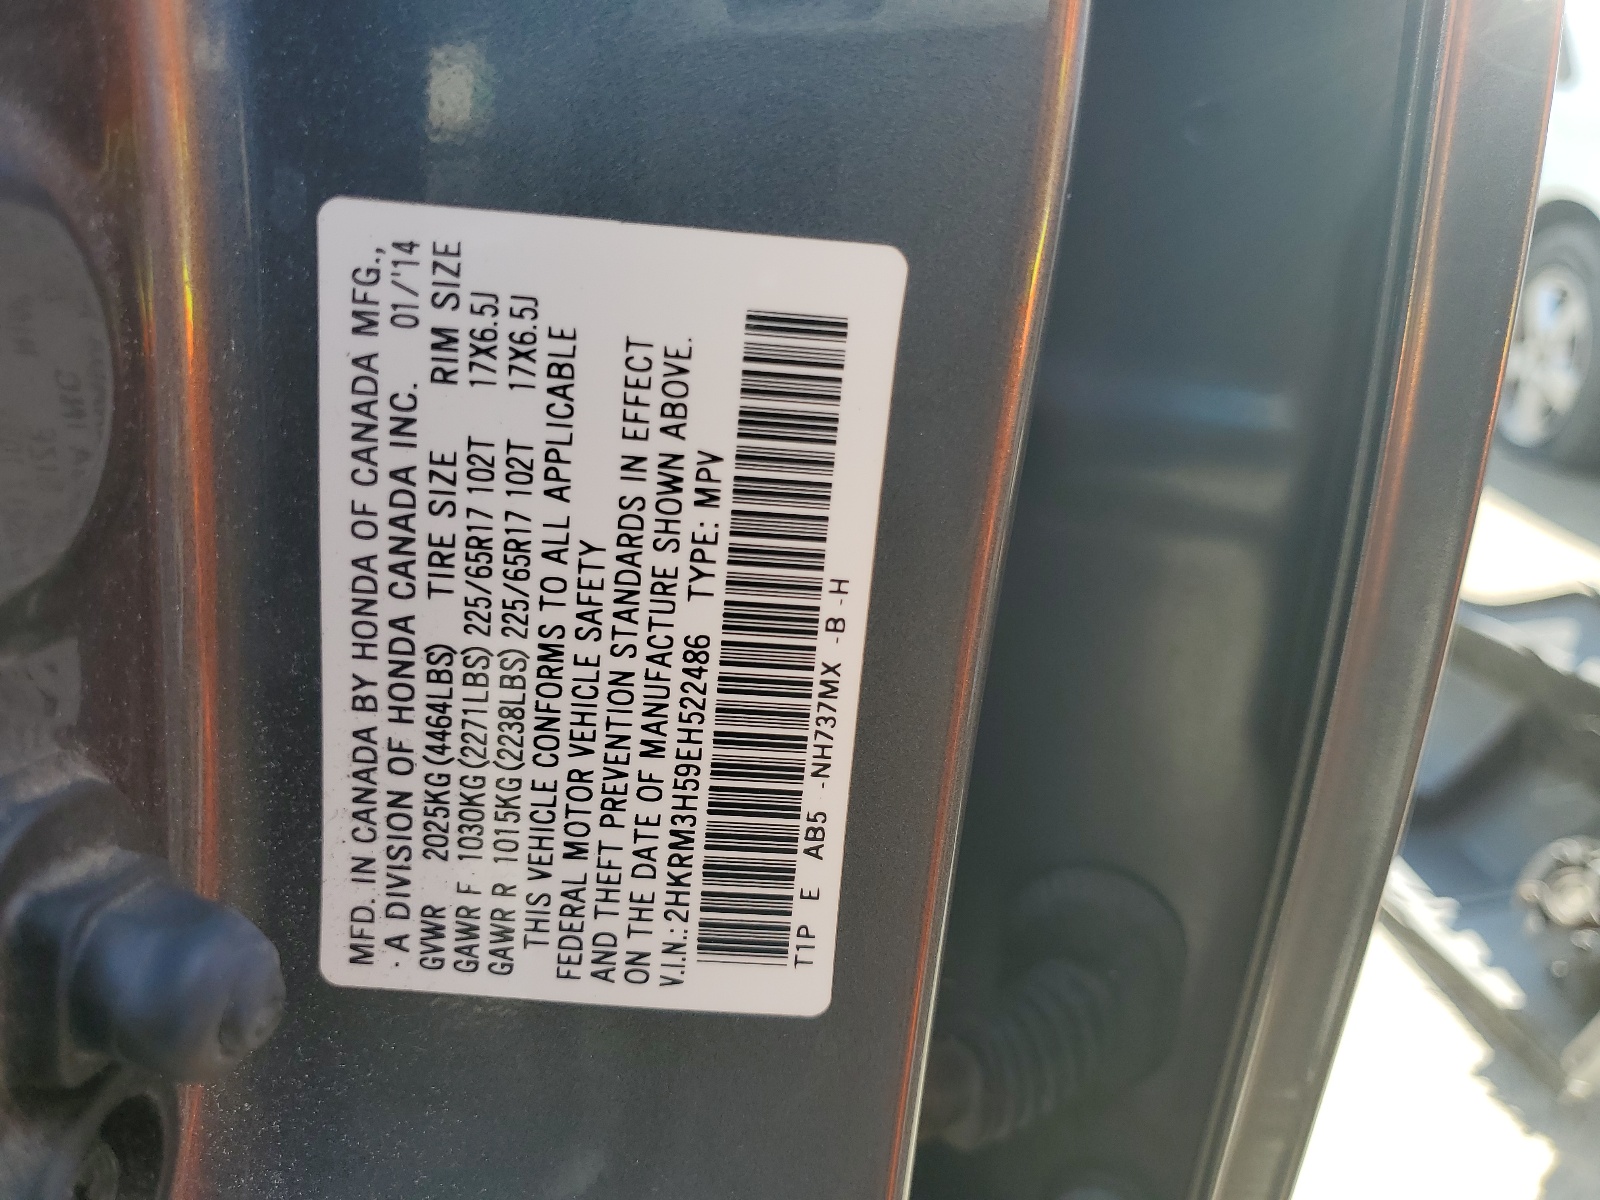 MFD. IN CANADA BY HONDA OF CANADA MFG.,
· A DIVISION OF HONDA CANADA INC. 01/'14
GVWR 2025KG(4464LBS) TIRE SIZE RIM SIZE
GAWR F 1030KG(2271LBS) 225/65R17 102T 17X6.5J
GAWR R 1015KG(2238LBS) 225/65R17 102T 17X6.5J
THIS VEHICLE CONFORMS TO ALL APPLICABLE
FEDERAL MOTOR VEHICLE SAFETY
AND THEFT PREVENTION STANDARDS IN EFFECT
ON THE DATE OF MANUFACTURE SHOWN ABOVE.
V.I.N.:2HKRM3H59EH522486 TYPE: MPV
T1P E AB5 -NH737MX -B -H